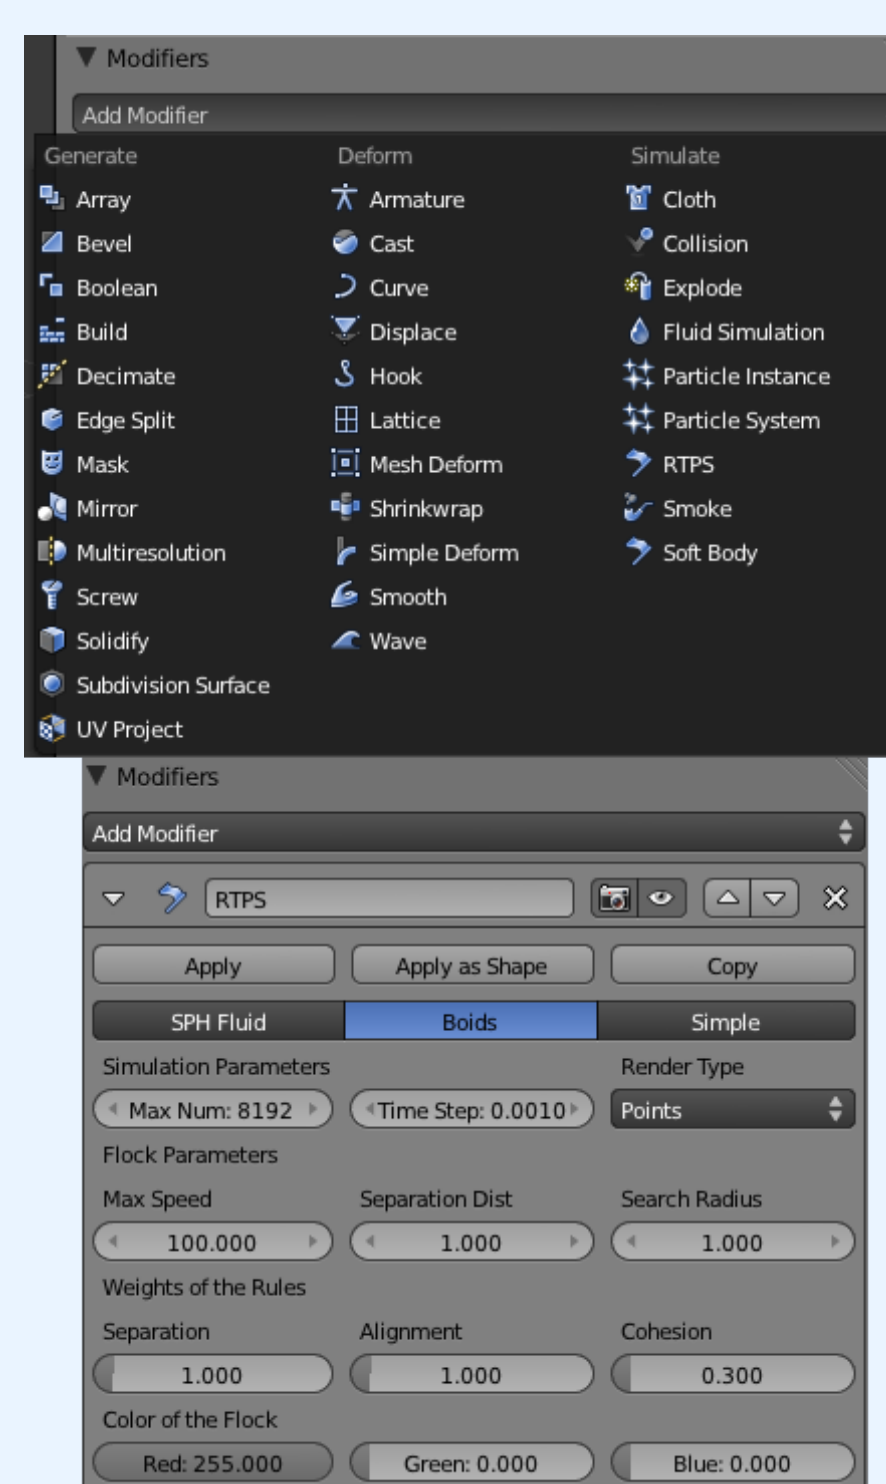 Modifiers
Add Modifier
Generate Deform Simulate
Array Armature Cloth
Bevel Cast Collision
Boolean Curve Explode
Build Displace Fluid Simulation
Decimate Hook Particle Instance
Edge Split Lattice Particle System
Mask Mesh Deform RTPS
Mirror Shrinkwrap Smoke
Multiresolution Simple Deform Soft Body
Screw Smooth
Solidify Wave
Subdivision Surface
UV Project
Modifiers
Add Modifier
RTPS
Apply Apply as Shape Copy
SPH Fluid Boids Simple
Simulation Parameters Render Type
Max Num: 8192 Time Step: 0.0010 Points
Flock Parameters
Max Speed Separation Dist Search Radius
100.000 1.000 1.000
Weights of the Rules
Separation Alignment Cohesion
1.000 1.000 0.300
Color of the Flock
Red: 255.000 Green: 0.000 Blue: 0.000